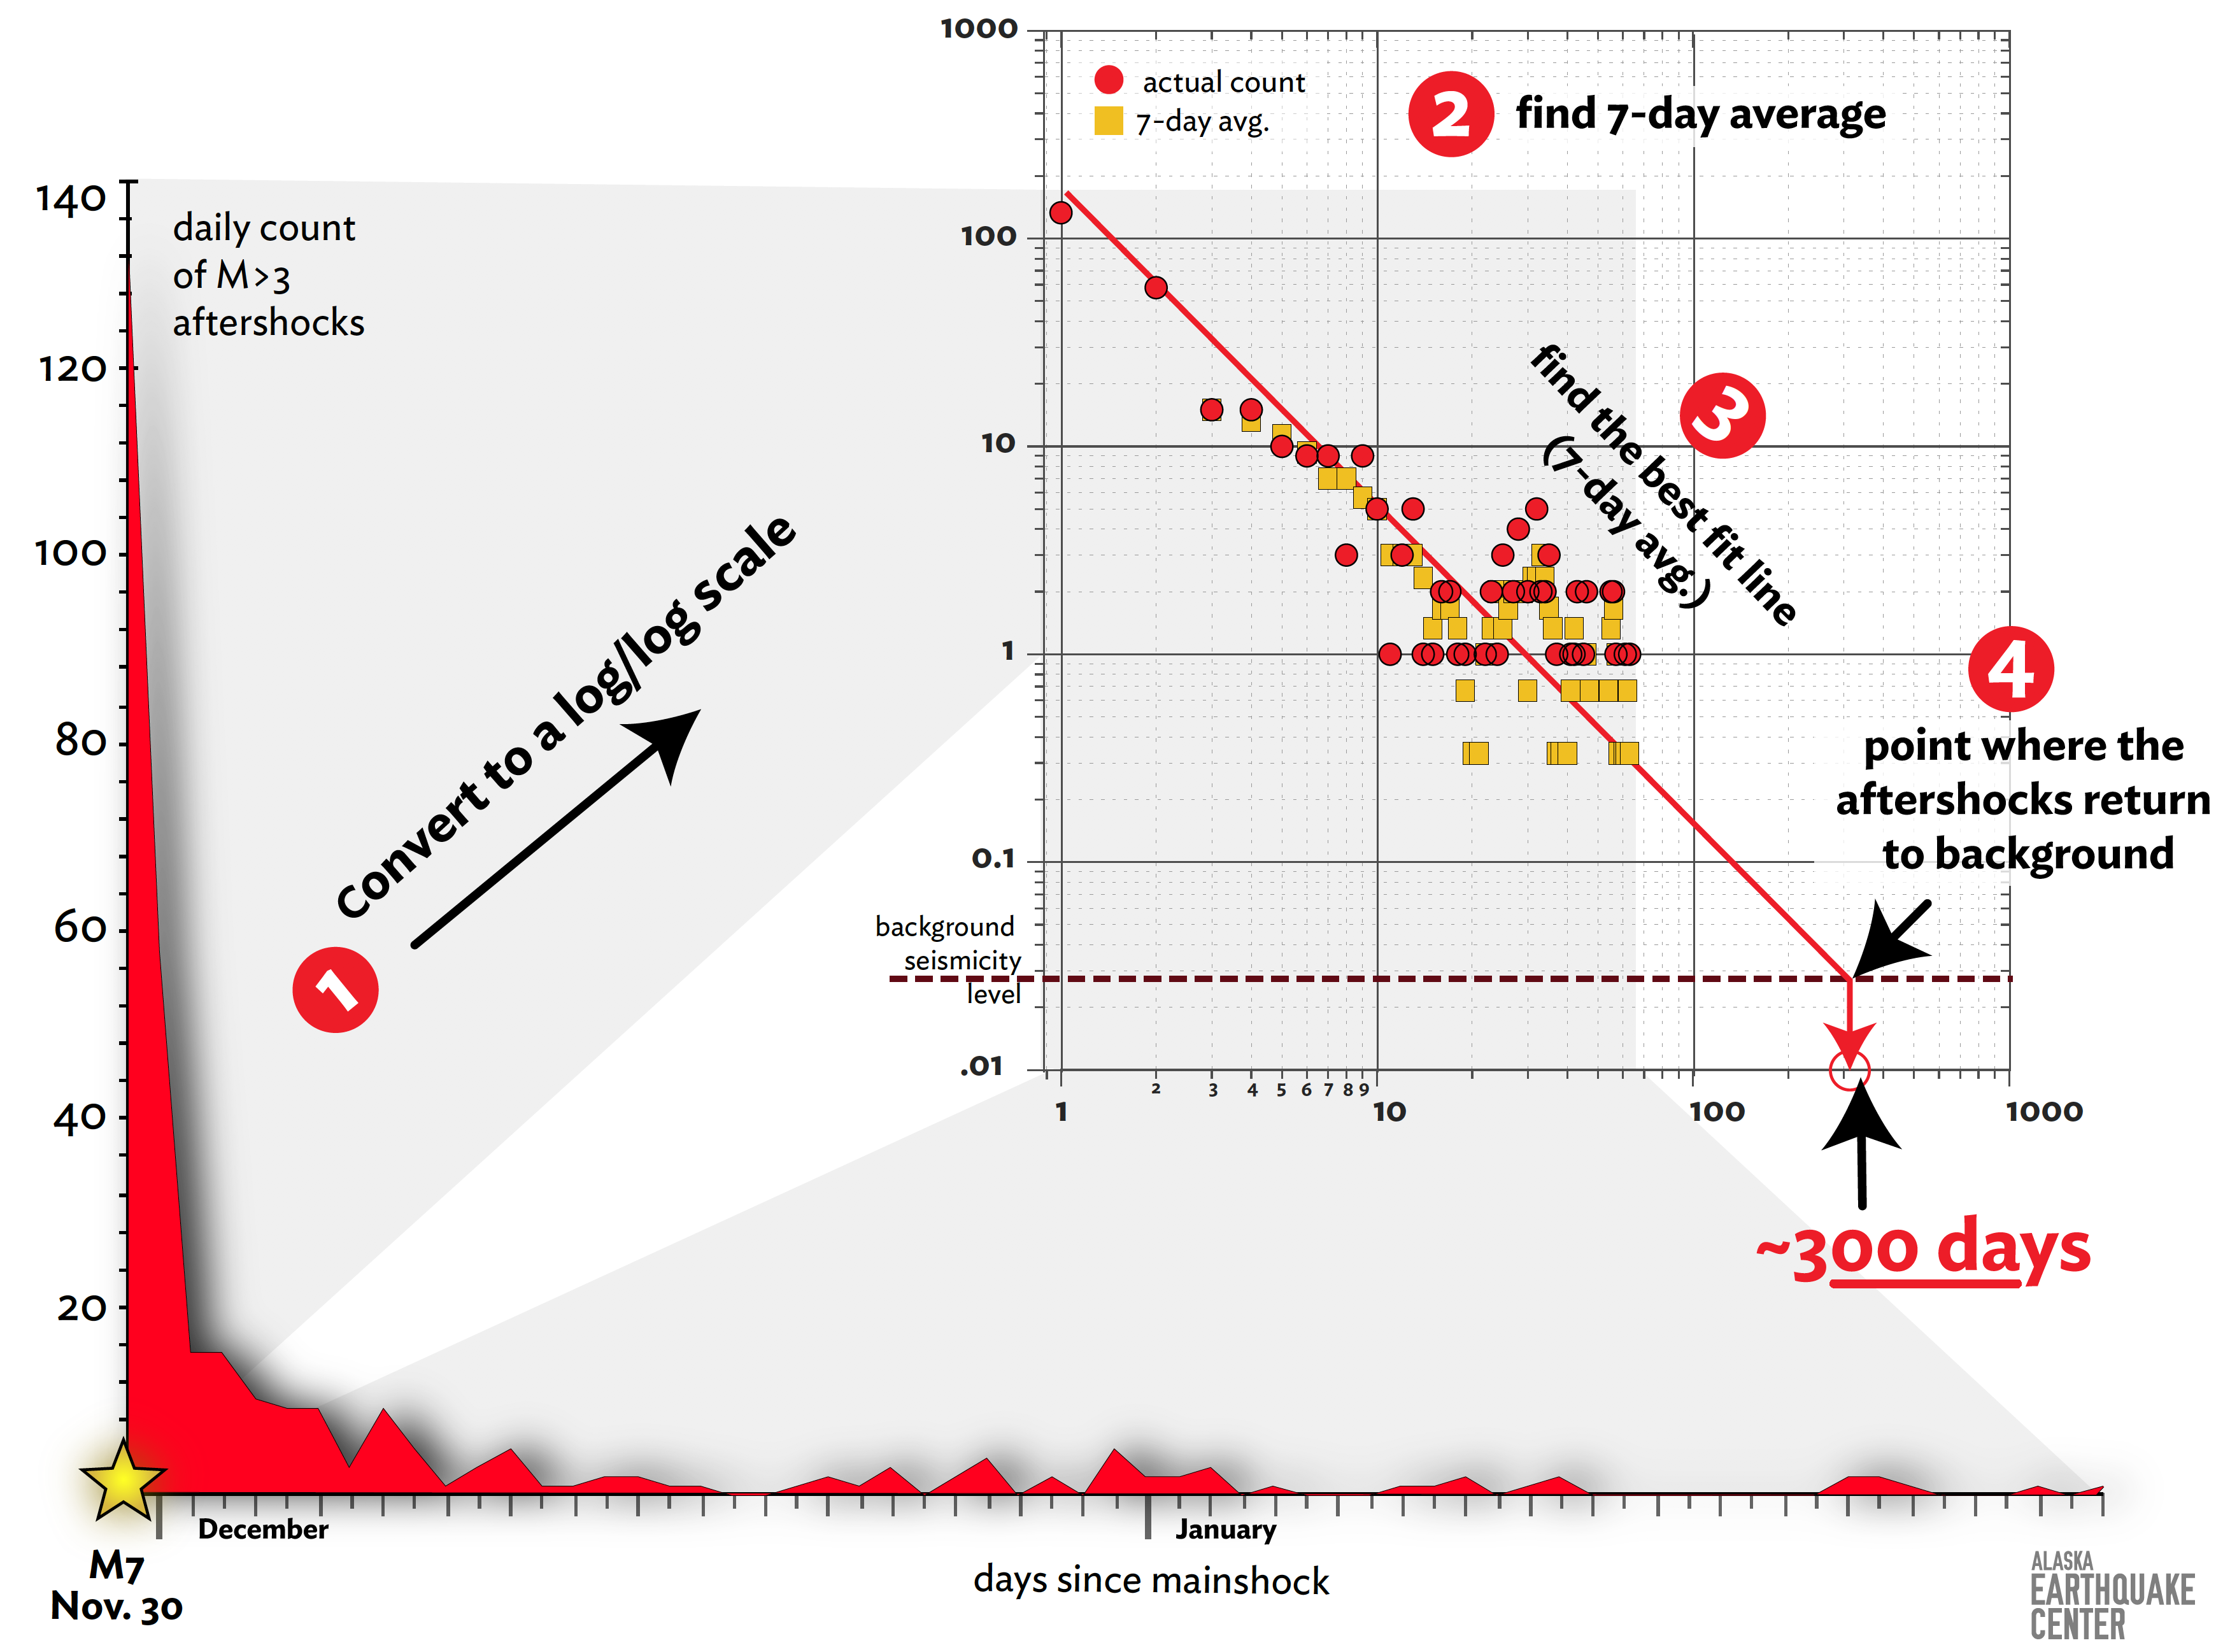 1000
actual count
7-day avg.
2 find 7-day average
140
daily count
of M>3
aftershocks
100
120
10
find the best fit line
(7-day avg.)
3
100
Convert to a log/log scale
1
1
80
4
point where the
aftershocks return
to background
0.1
60
background
seismicity
level
.01
2 3 4 5 6 7 8 9
1 10 100 1000
40
~300 days
20
December
January
M7
Nov. 30
days since mainshock
ALASKA
EARTHQUAKE
CENTER